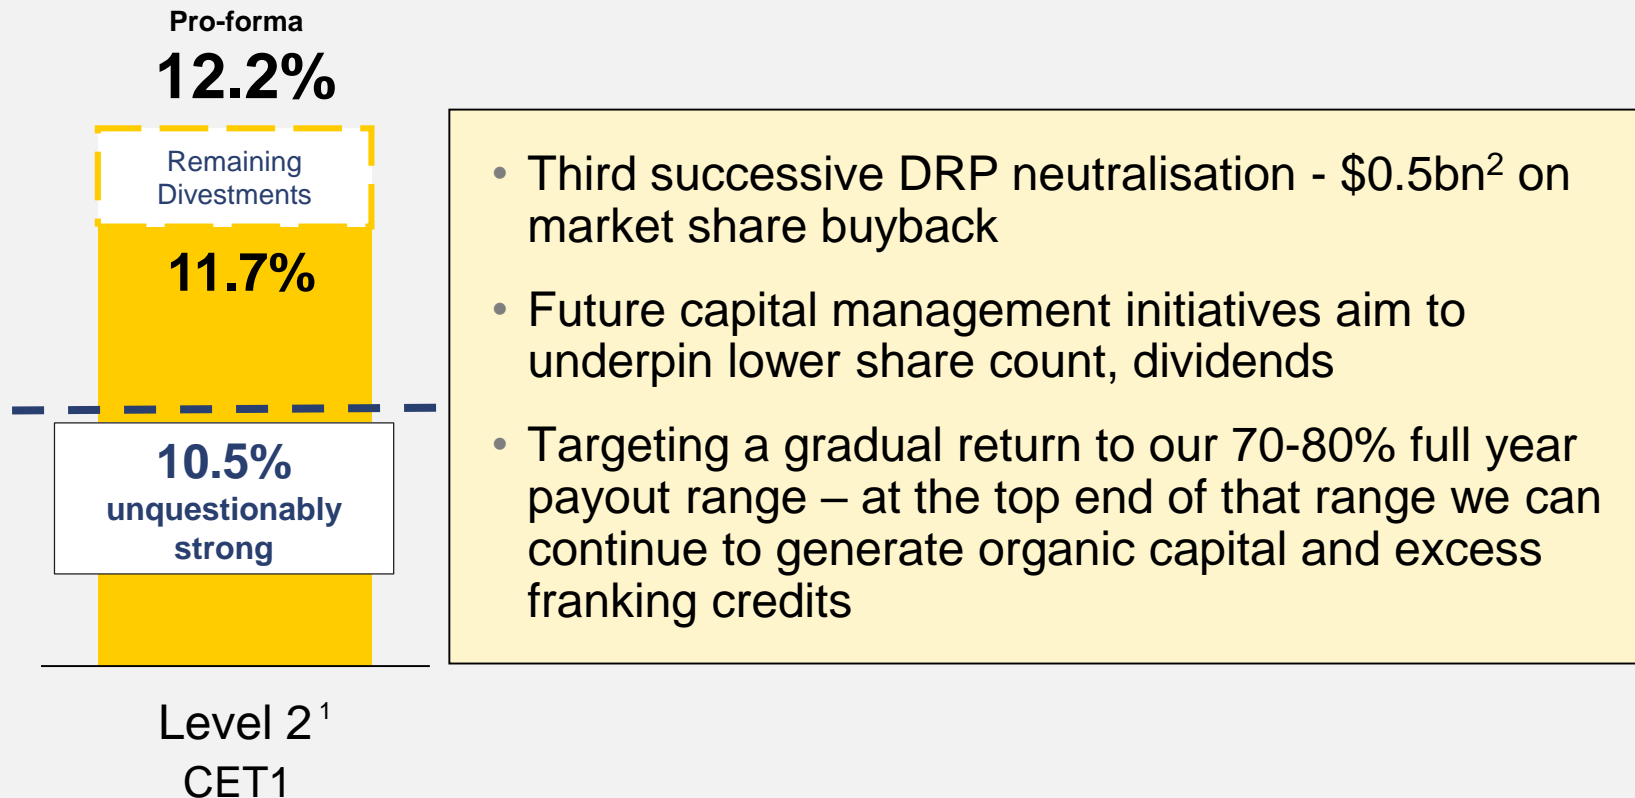 Pro-forma
12.2%
Remaining
Divestments
11.7%
10.5%
unquestionably
strong
Level 2 1
CET1
• Third successive DRP neutralisation - $0.5bn2 on
market share buyback
• Future capital management initiatives aim to
underpin lower share count, dividends
• Targeting a gradual return to our 70-80% full year
payout range – at the top end of that range we can
continue to generate organic capital and excess
franking credits